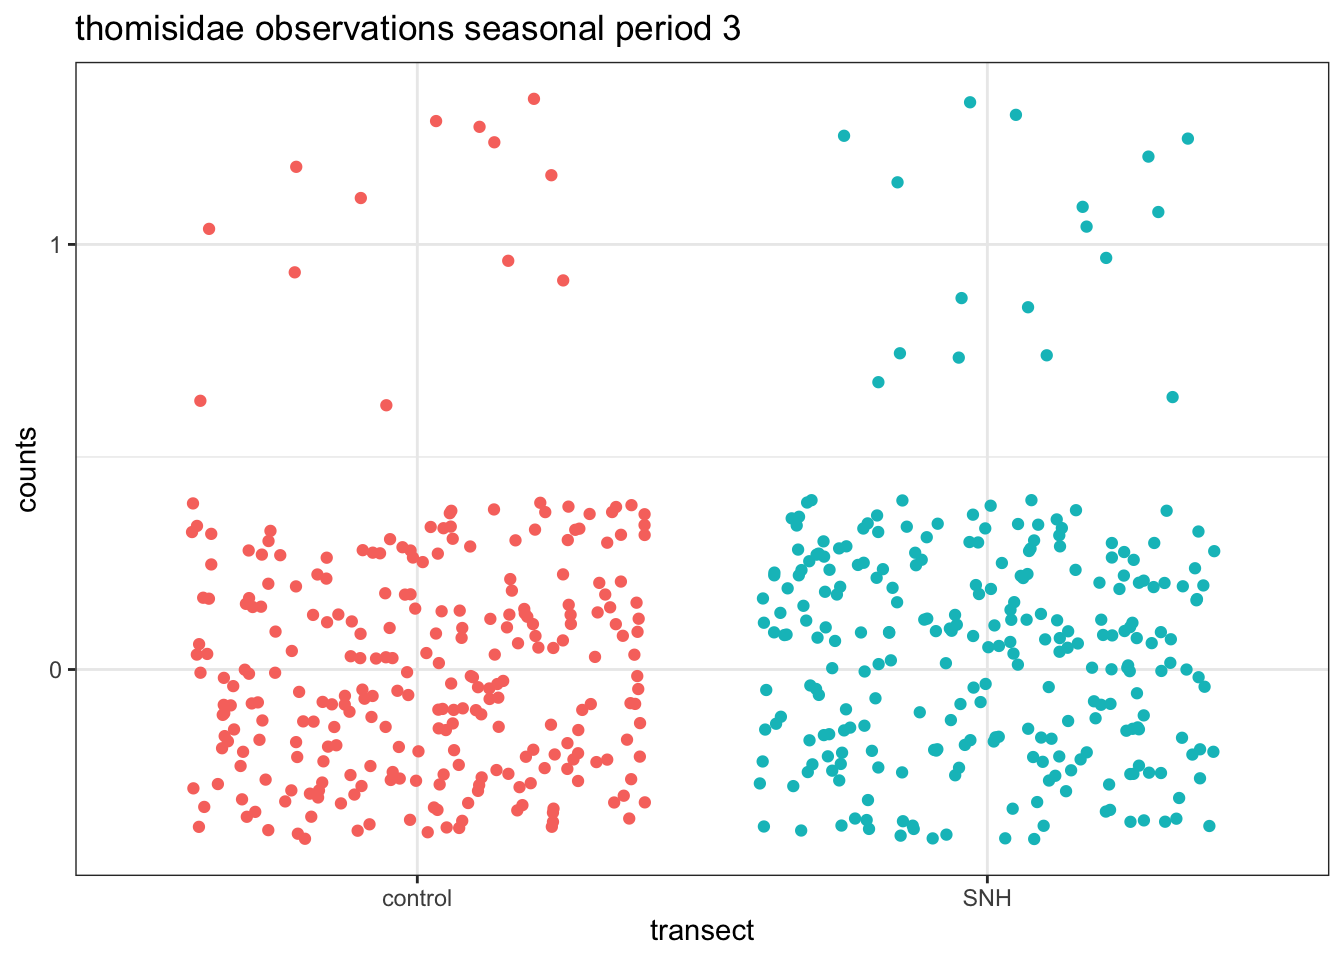 thomisidae observations seasonal period 3
counts
1
0
control
SNH
transect